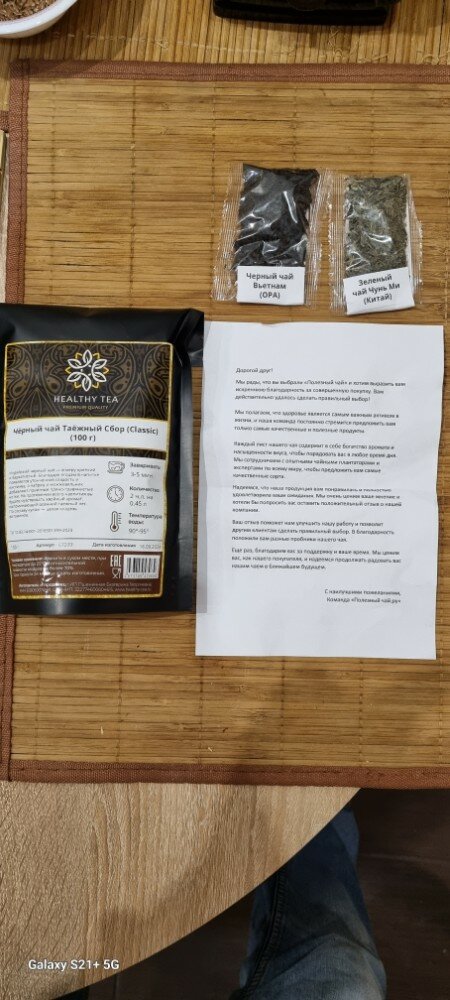 Черный чай
Вьетнам
(OPA)
Зеленый
чай Чунь Ми
(Китай)
HEALTHY TEA
PREMIUM QUALITY
Чёрный чай Таёжный Сбор (Classic)
(100 г)
Заваривать:
3-5 мин.
Количество:
2 ч.л. на
0,45 л
Температура
воды:
90°-95°
Артикул:
Дата изготовления:
Дорогой друг!
Мы рады, что вы выбрали «Полезный чай» и хотим выразить вам
искреннюю благодарность за совершенную покупку. Вам
действительно удалось сделать правильный выбор!
Мы полагаем, что здоровье является самым важным активом в
жизни, и наша команда постоянно стремится предложить вам
только самые качественные и полезные продукты.
Каждый лист нашего чая содержит в себе богатство аромата и
насыщенности вкуса, чтобы порадовать вас в любое время дня.
Мы сотрудничаем с опытными чайными плантаторами и
экспертами по всему миру, чтобы предложить вам самые
качественные сорта.
Надеемся, что наша продукция вам понравилась и полностью
удовлетворила ваши ожидания. Мы очень ценим ваше мнение и
хотели бы попросить вас оставить положительный отзыв о нашей
компании.
Ваш отзыв поможет нам улучшить нашу работу и позволит
другим клиентам сделать правильный выбор. В благодарность
положили вам разные пробники нашего чая.
Еще раз, благодарим вас за поддержку и ваше время. Мы ценим
вас, как нашего покупателя, и надеемся продолжать радовать вас
нашим чаем в ближайшем будущем.
С наилучшими пожеланиями,
Команда «Полезный чай.ру»
Galaxy S21+ 5G